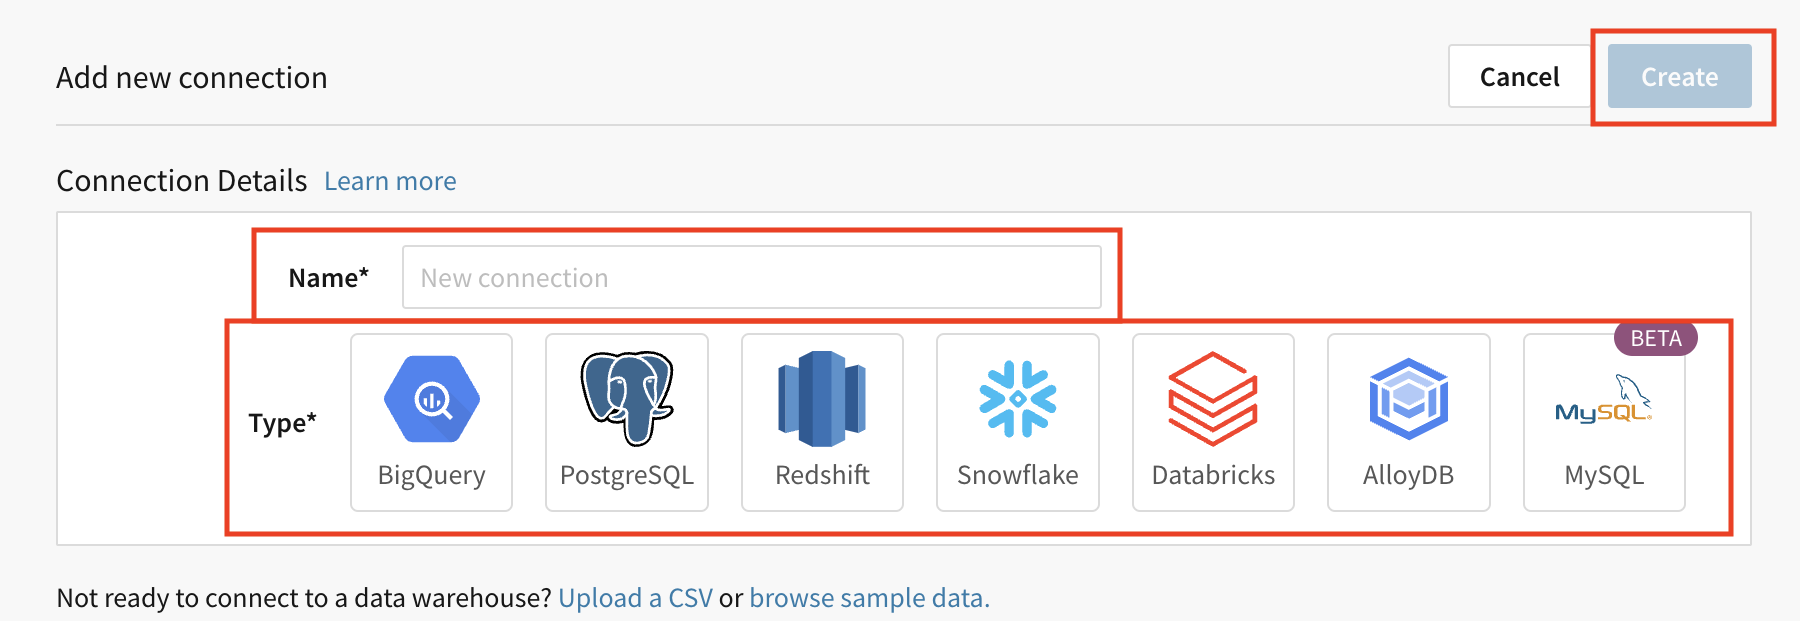 Add new connection
Cancel
Create
Connection Details Learn more
Name*
New connection
BETA
Type*
MySQL
BigQuery
PostgreSQL
Redshift
Snowflake
Databricks
AlloyDB
MySQL
Not ready to connect to a data warehouse? Upload a CSV or browse sample data.